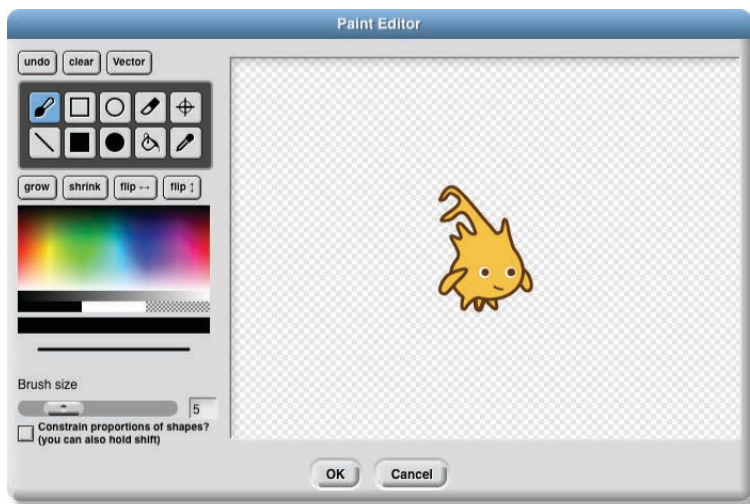 Paint Editor
undo clear Vector
grow shrink flip ↔ flip ↕
Brush size
5
Constrain proportions of shapes?
(you can also hold shift)
OK Cancel